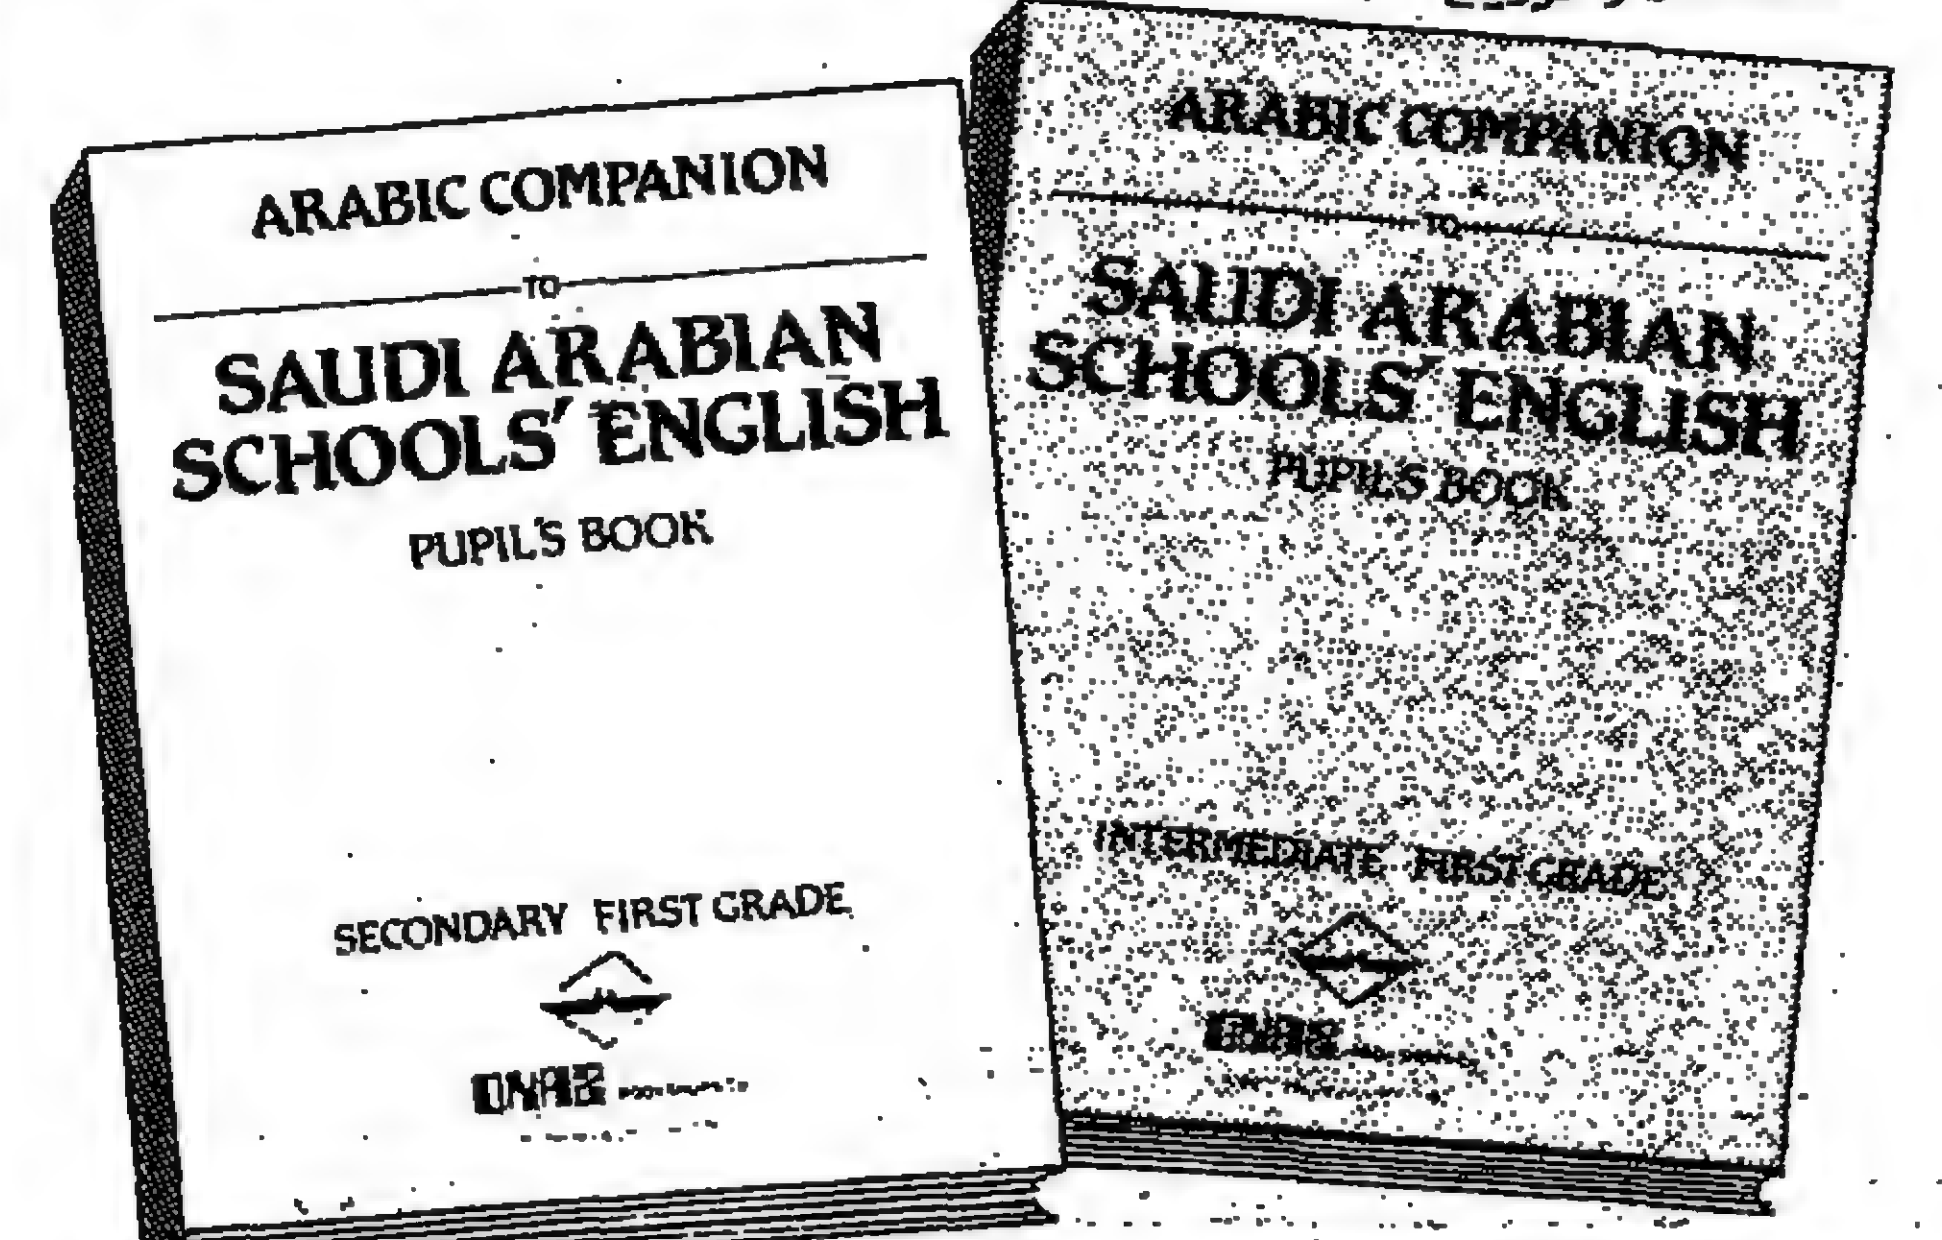 ARABIC COMPANION
TO
SAUDI ARABIAN
SCHOOLS' ENGLISH
PUPIL'S BOOK
SECONDARY FIRST GRADE
ARABIC COMPANION
TO
SAUDI ARABIAN
SCHOOLS' ENGLISH
PUPIL'S BOOK
INTERMEDIATE FIRST GRADE